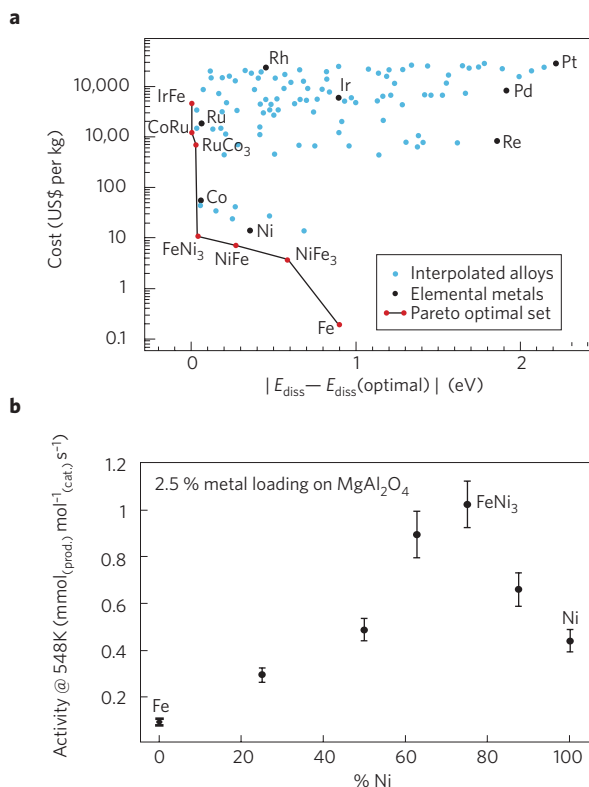 a
Cost (US$ per kg)
10,000
10,00
100
10
1
0.1
Rh
Pt
Ir
Pd
IrFe
Ru
CoRu
RuCo₃
Re
Co
Ni
FeNi₃
NiFe
NiFe₃
Fe
Interpolated alloys
Elemental metals
Pareto optimal set
0
1
2
| E_diss— E_diss(optimal) | (eV)
b
Activity @ 548K (mmol(prod.) mol⁻¹(cat.) s⁻¹)
1.2
1
0.8
0.6
0.4
0.2
2.5 % metal loading on MgAl₂O₄
FeNi₃
Ni
Fe
0
20
40
60
80
100
% Ni